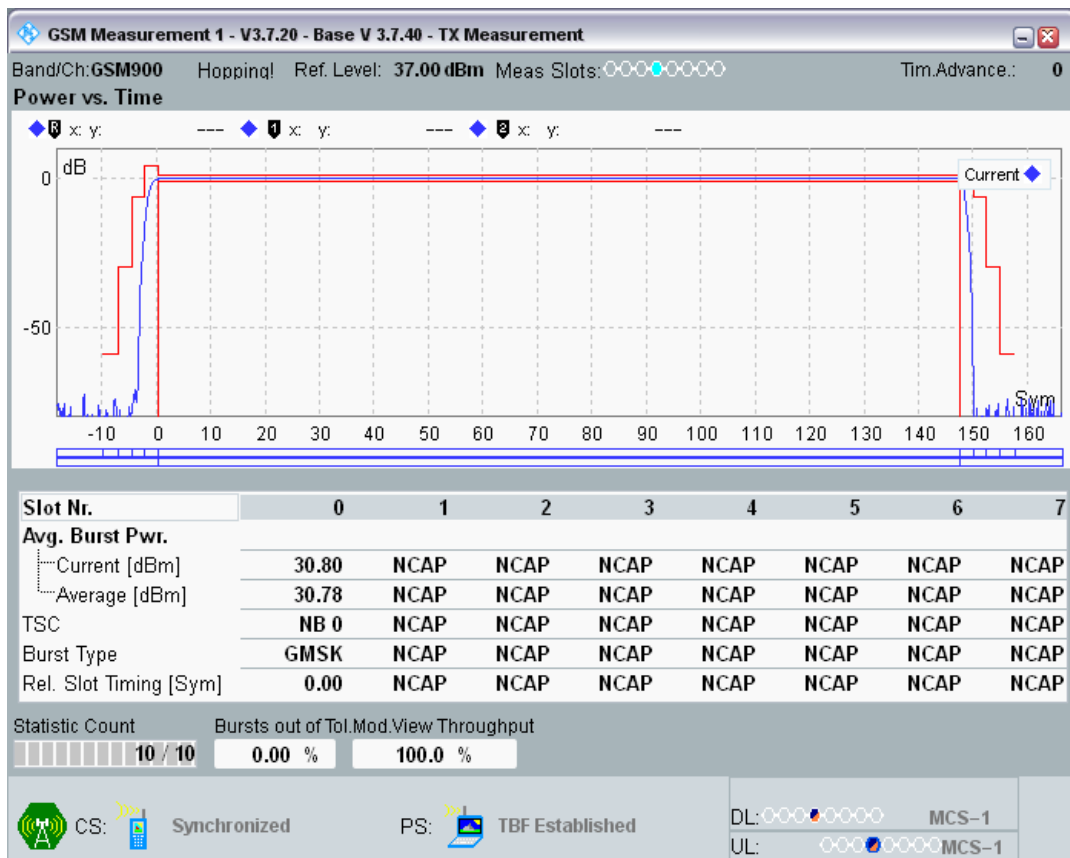 GSM Measurement 1 - V3.7.20 - Base V 3.7.40 - TX Measurement
Band/Ch:GSM900 Hopping! Ref. Level: 37.00 dBm Meas Slots: Tim.Advance.: 0
Power vs. Time
R x: y: --- 1 x: y: --- 2 x: y: ---
dB
Current
0
-50
Sym
-10 0 10 20 30 40 50 60 70 80 90 100 110 120 130 140 150 160
Slot Nr. 0 1 2 3 4 5 6 7
Avg. Burst Pwr.
Current [dBm] 30.80 NCAP NCAP NCAP NCAP NCAP NCAP NCAP
Average [dBm] 30.78 NCAP NCAP NCAP NCAP NCAP NCAP NCAP
TSC NB 0 NCAP NCAP NCAP NCAP NCAP NCAP NCAP
Burst Type GMSK NCAP NCAP NCAP NCAP NCAP NCAP NCAP
Rel. Slot Timing [Sym] 0.00 NCAP NCAP NCAP NCAP NCAP NCAP NCAP
Statistic Count Bursts out of Tol.Mod.View Throughput
10 / 10 0.00 % 100.0 %
CS: Synchronized PS: TBF Established
DL: MCS-1
UL: MCS-1